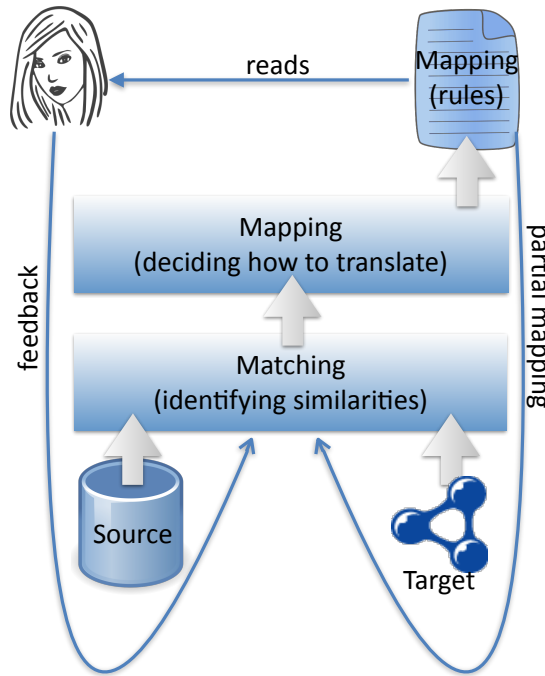 reads
Mapping
(rules)
Mapping
(deciding how to translate)
feedback
partial mapping
Matching
(identifying similarities)
Source
Target